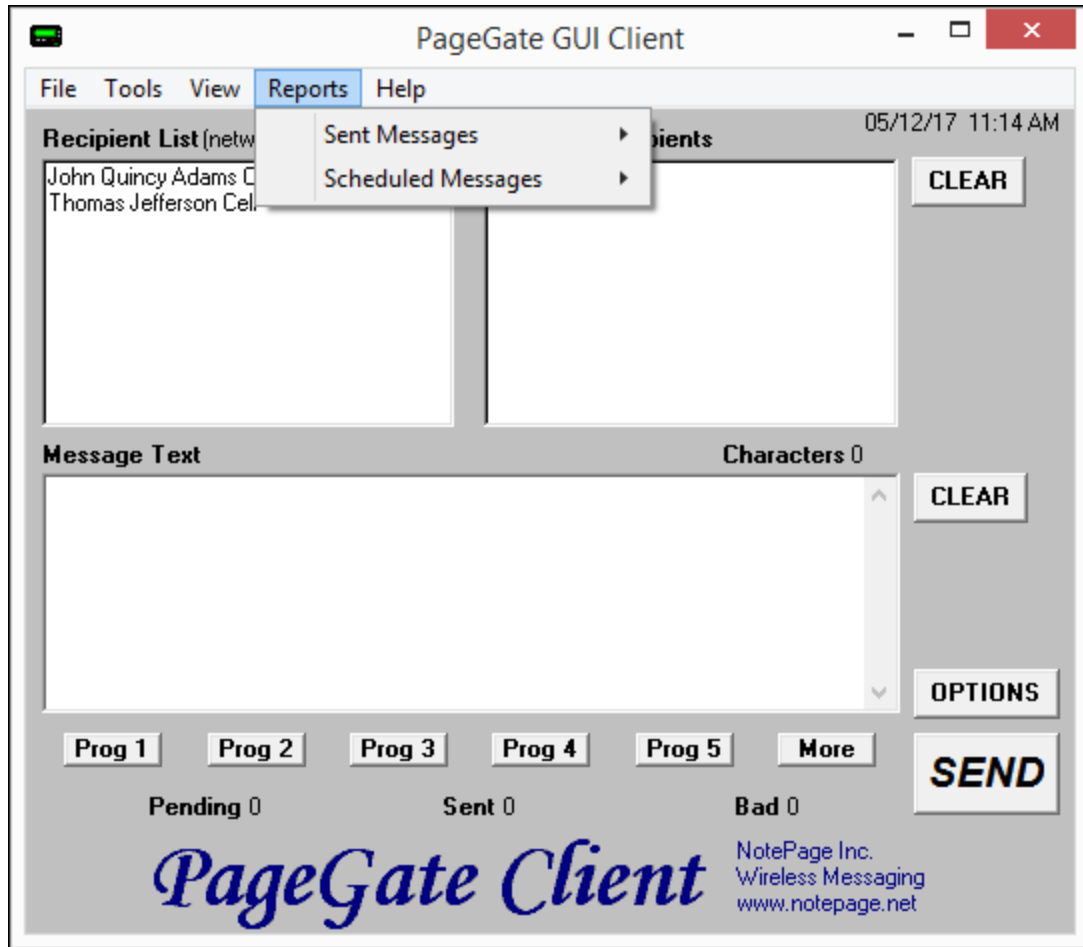 PageGate GUI Client
File Tools View Reports Help
05/12/17 11:14 AM
Recipient List (netw
Sent Messages
Scheduled Messages
John Quincy Adams
Thomas Jefferson Cel
CLEAR
Message Text
Characters 0
CLEAR
OPTIONS
Prog 1 Prog 2 Prog 3 Prog 4 Prog 5 More
SEND
Pending 0 Sent 0 Bad 0
PageGate Client
NotePage Inc.
Wireless Messaging
www.notepage.net